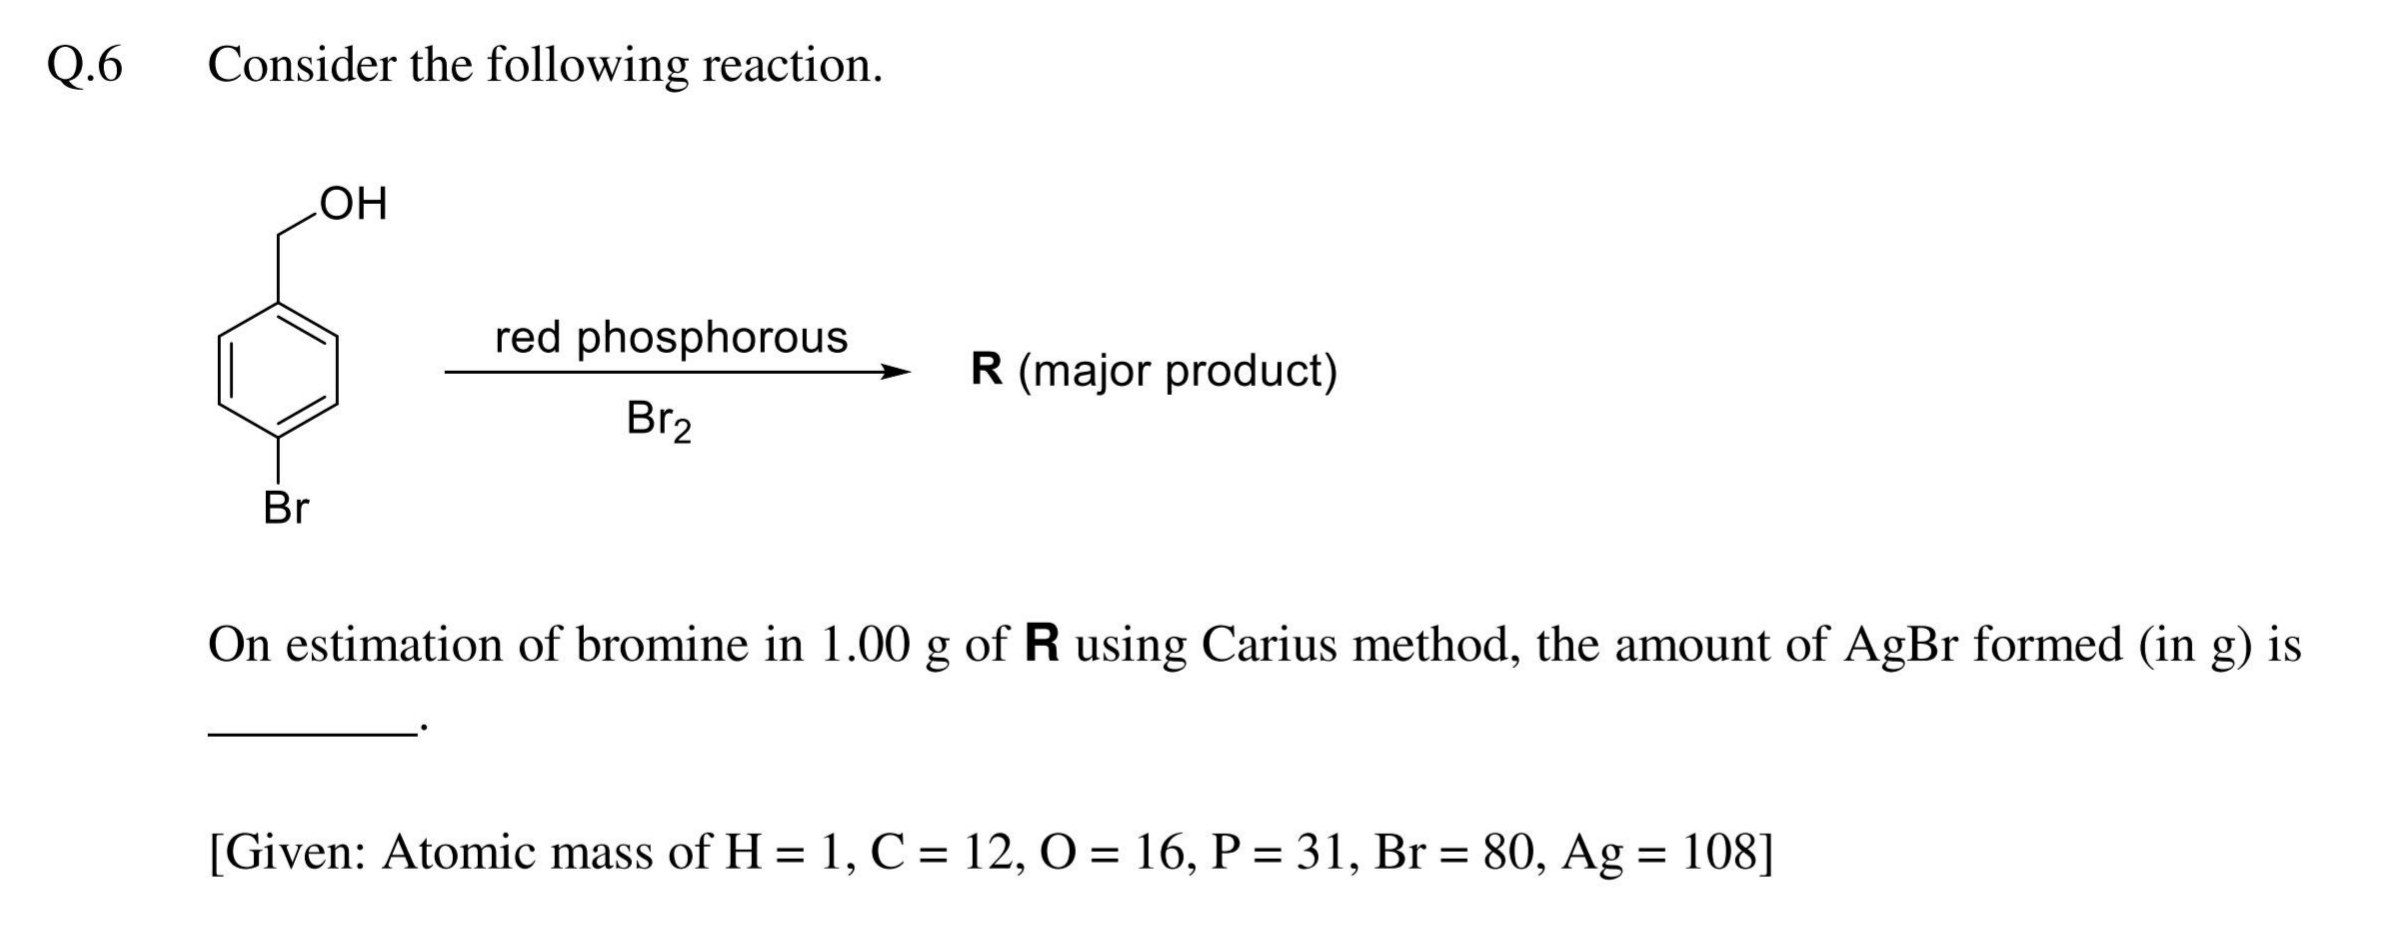 Q.6 Consider the following reaction.
OH
red phosphorous
R (major product)
Br2
Br
On estimation of bromine in 1.00 g of R using Carius method, the amount of AgBr formed (in g) is
________.
[Given: Atomic mass of H = 1, C = 12, O = 16, P = 31, Br = 80, Ag = 108]